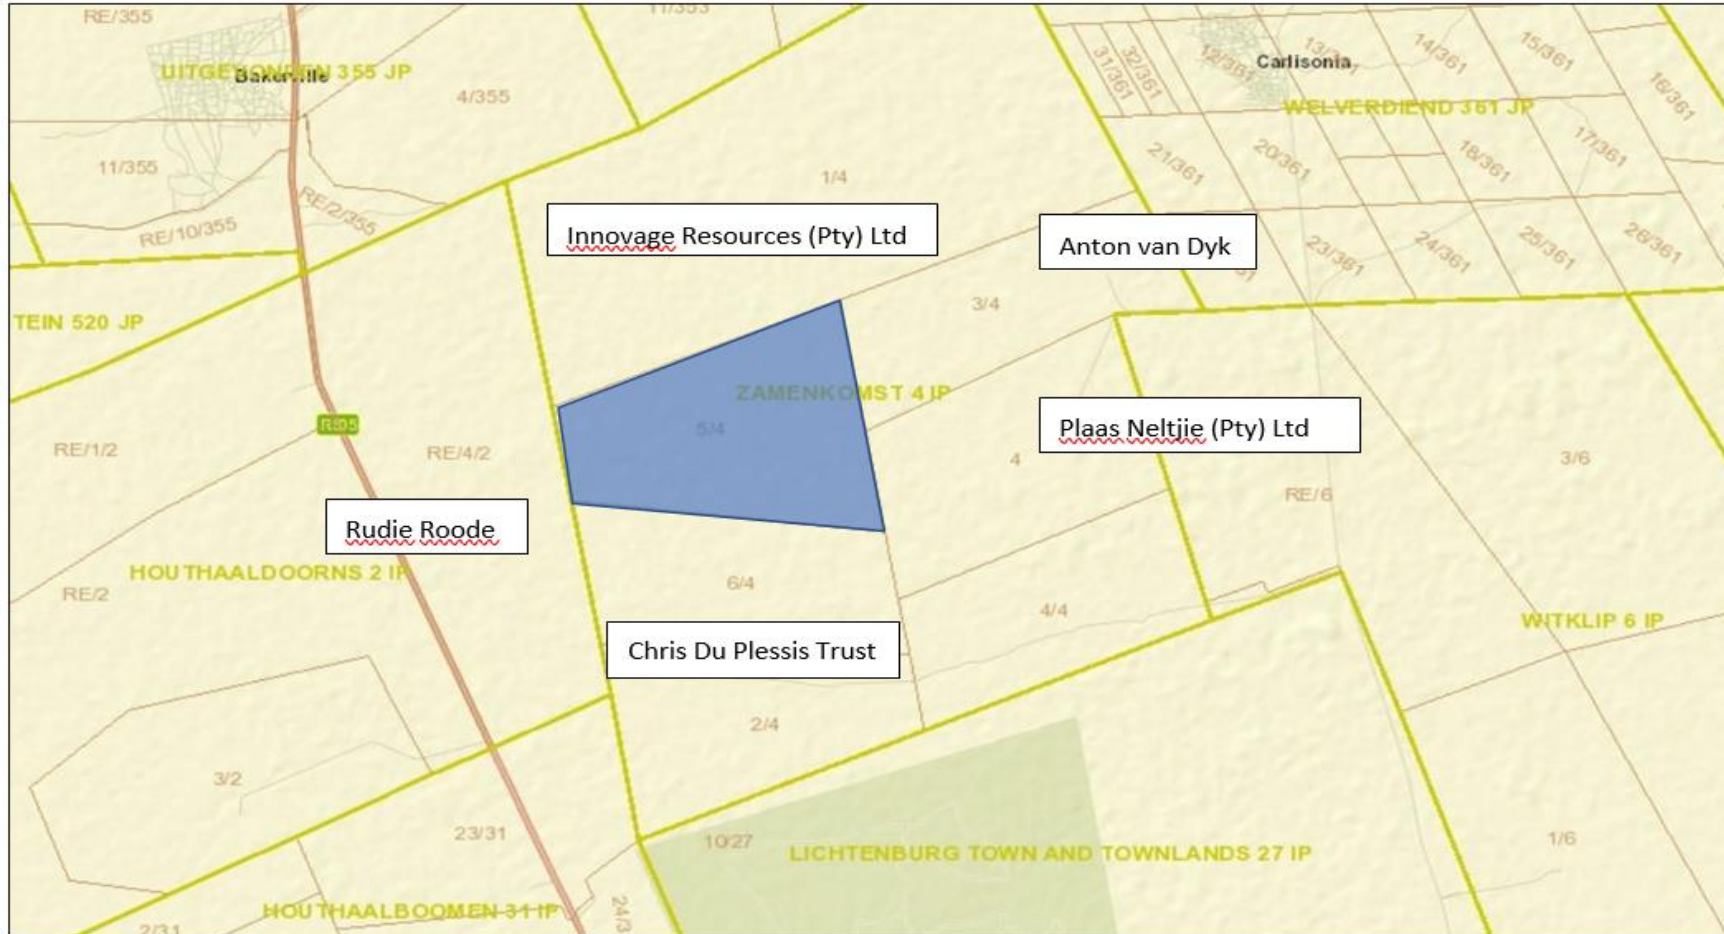 RE/355
11/353
UITGEVONDEN 355 JP
Bakerville
4/355
31/361
32/361
12/361
13/361
14/361
15/361
16/361
Carlisonia
WELVERDIEND 361 JP
11/355
1/4
21/361
20/361
18/361
17/361
RE/2/355
RE/10/355
Innovage Resources (Pty) Ltd
Anton van Dyk
23/361
24/361
25/361
26/361
TEIN 520 JP
3/4
ZAMENKOMST 4 IP
R505
5/4
Plaas Neltjie (Pty) Ltd
RE/1/2
RE/4/2
4
3/6
RE/6
Rudie Roode
HOUTHAALDOORNS 2 IP
RE/2
6/4
4/4
WITKLIP 6 IP
Chris Du Plessis Trust
2/4
3/2
23/31
10/27
LICHTENBURG TOWN AND TOWNLANDS 27 IP
1/6
HOUTHAALBOOMEN 31 IP
24/3
2/31